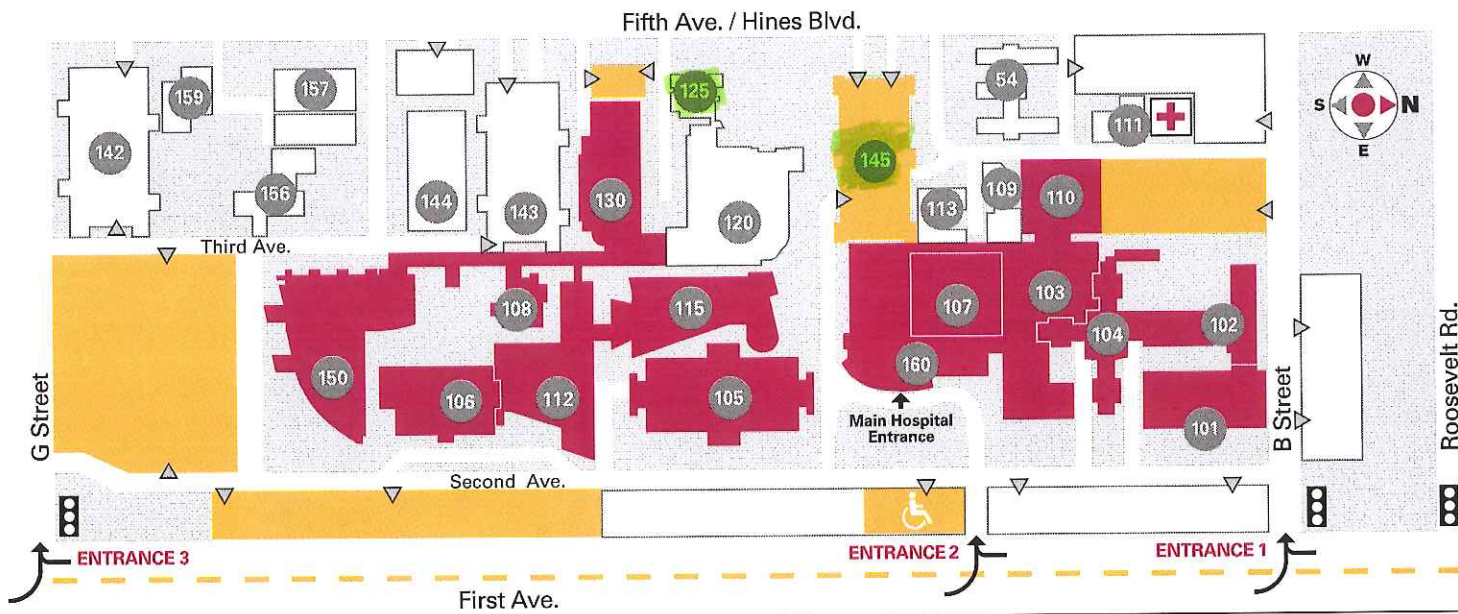 Fifth Ave. / Hines Blvd.
159
157
125
54
142
145
111
W
S
N
E
156
144
143
130
120
113
109
110
Third Ave.
108
115
107
103
104
102
150
106
112
105
160
101
Main Hospital
Entrance
G Street
B Street
Roosevelt Rd.
Second Ave.
ENTRANCE 3
ENTRANCE 2
ENTRANCE 1
First Ave.